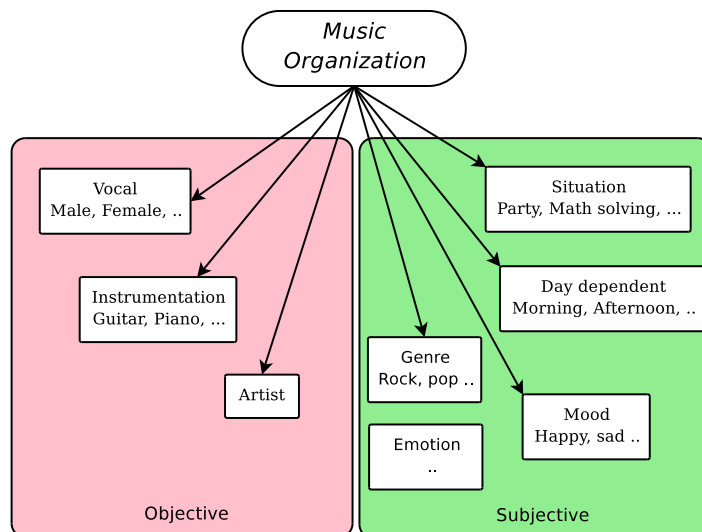 Music
Organization
Vocal
Male, Female, ..
Instrumentation
Guitar, Piano, ...
Artist
Objective
Situation
Party, Math solving, ...
Day dependent
Morning, Afternoon, ..
Genre
Rock, pop ..
Mood
Happy, sad ..
Emotion
..
Subjective